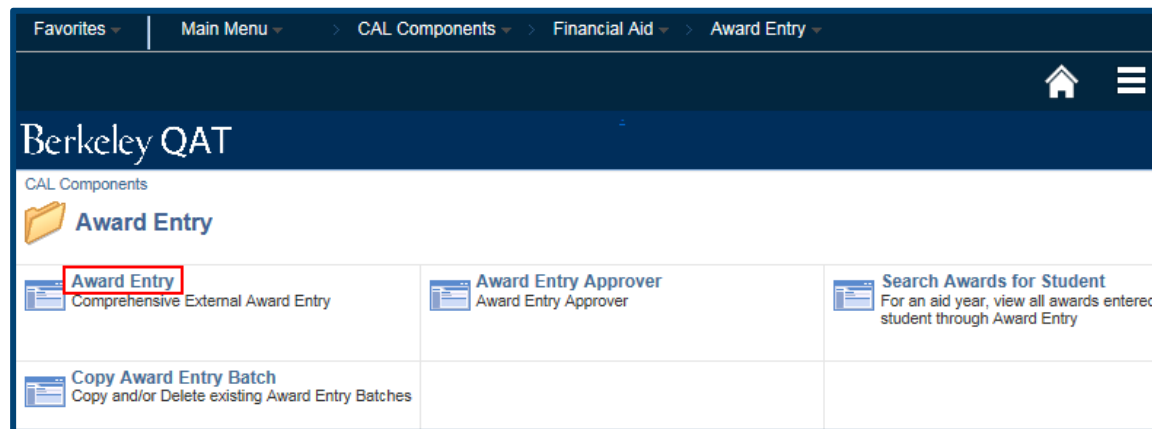 Favorites Main Menu > CAL Components > Financial Aid > Award Entry
Berkeley QAT
CAL Components
Award Entry
Award Entry
Comprehensive External Award Entry
Award Entry Approver
Award Entry Approver
Search Awards for Student
For an aid year, view all awards entered
student through Award Entry
Copy Award Entry Batch
Copy and/or Delete existing Award Entry Batches